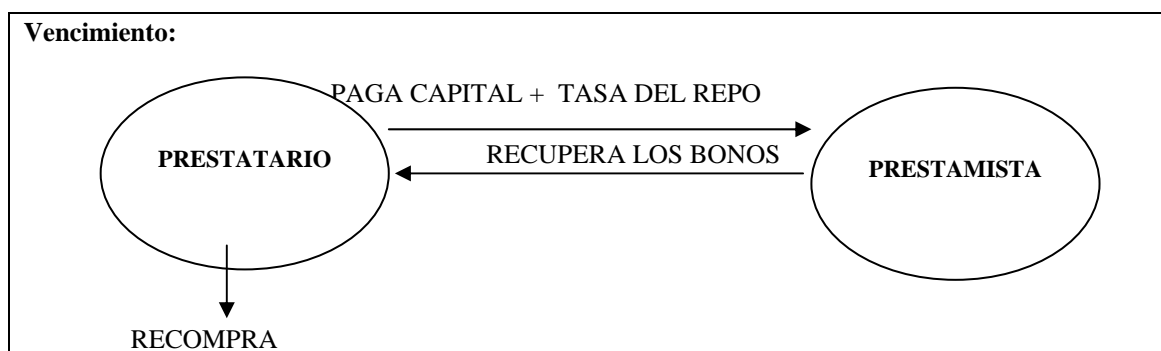 Vencimiento:
PAGA CAPITAL + TASA DEL REPO
PRESTATARIO
RECUPERA LOS BONOS
PRESTAMISTA
RECOMPRA